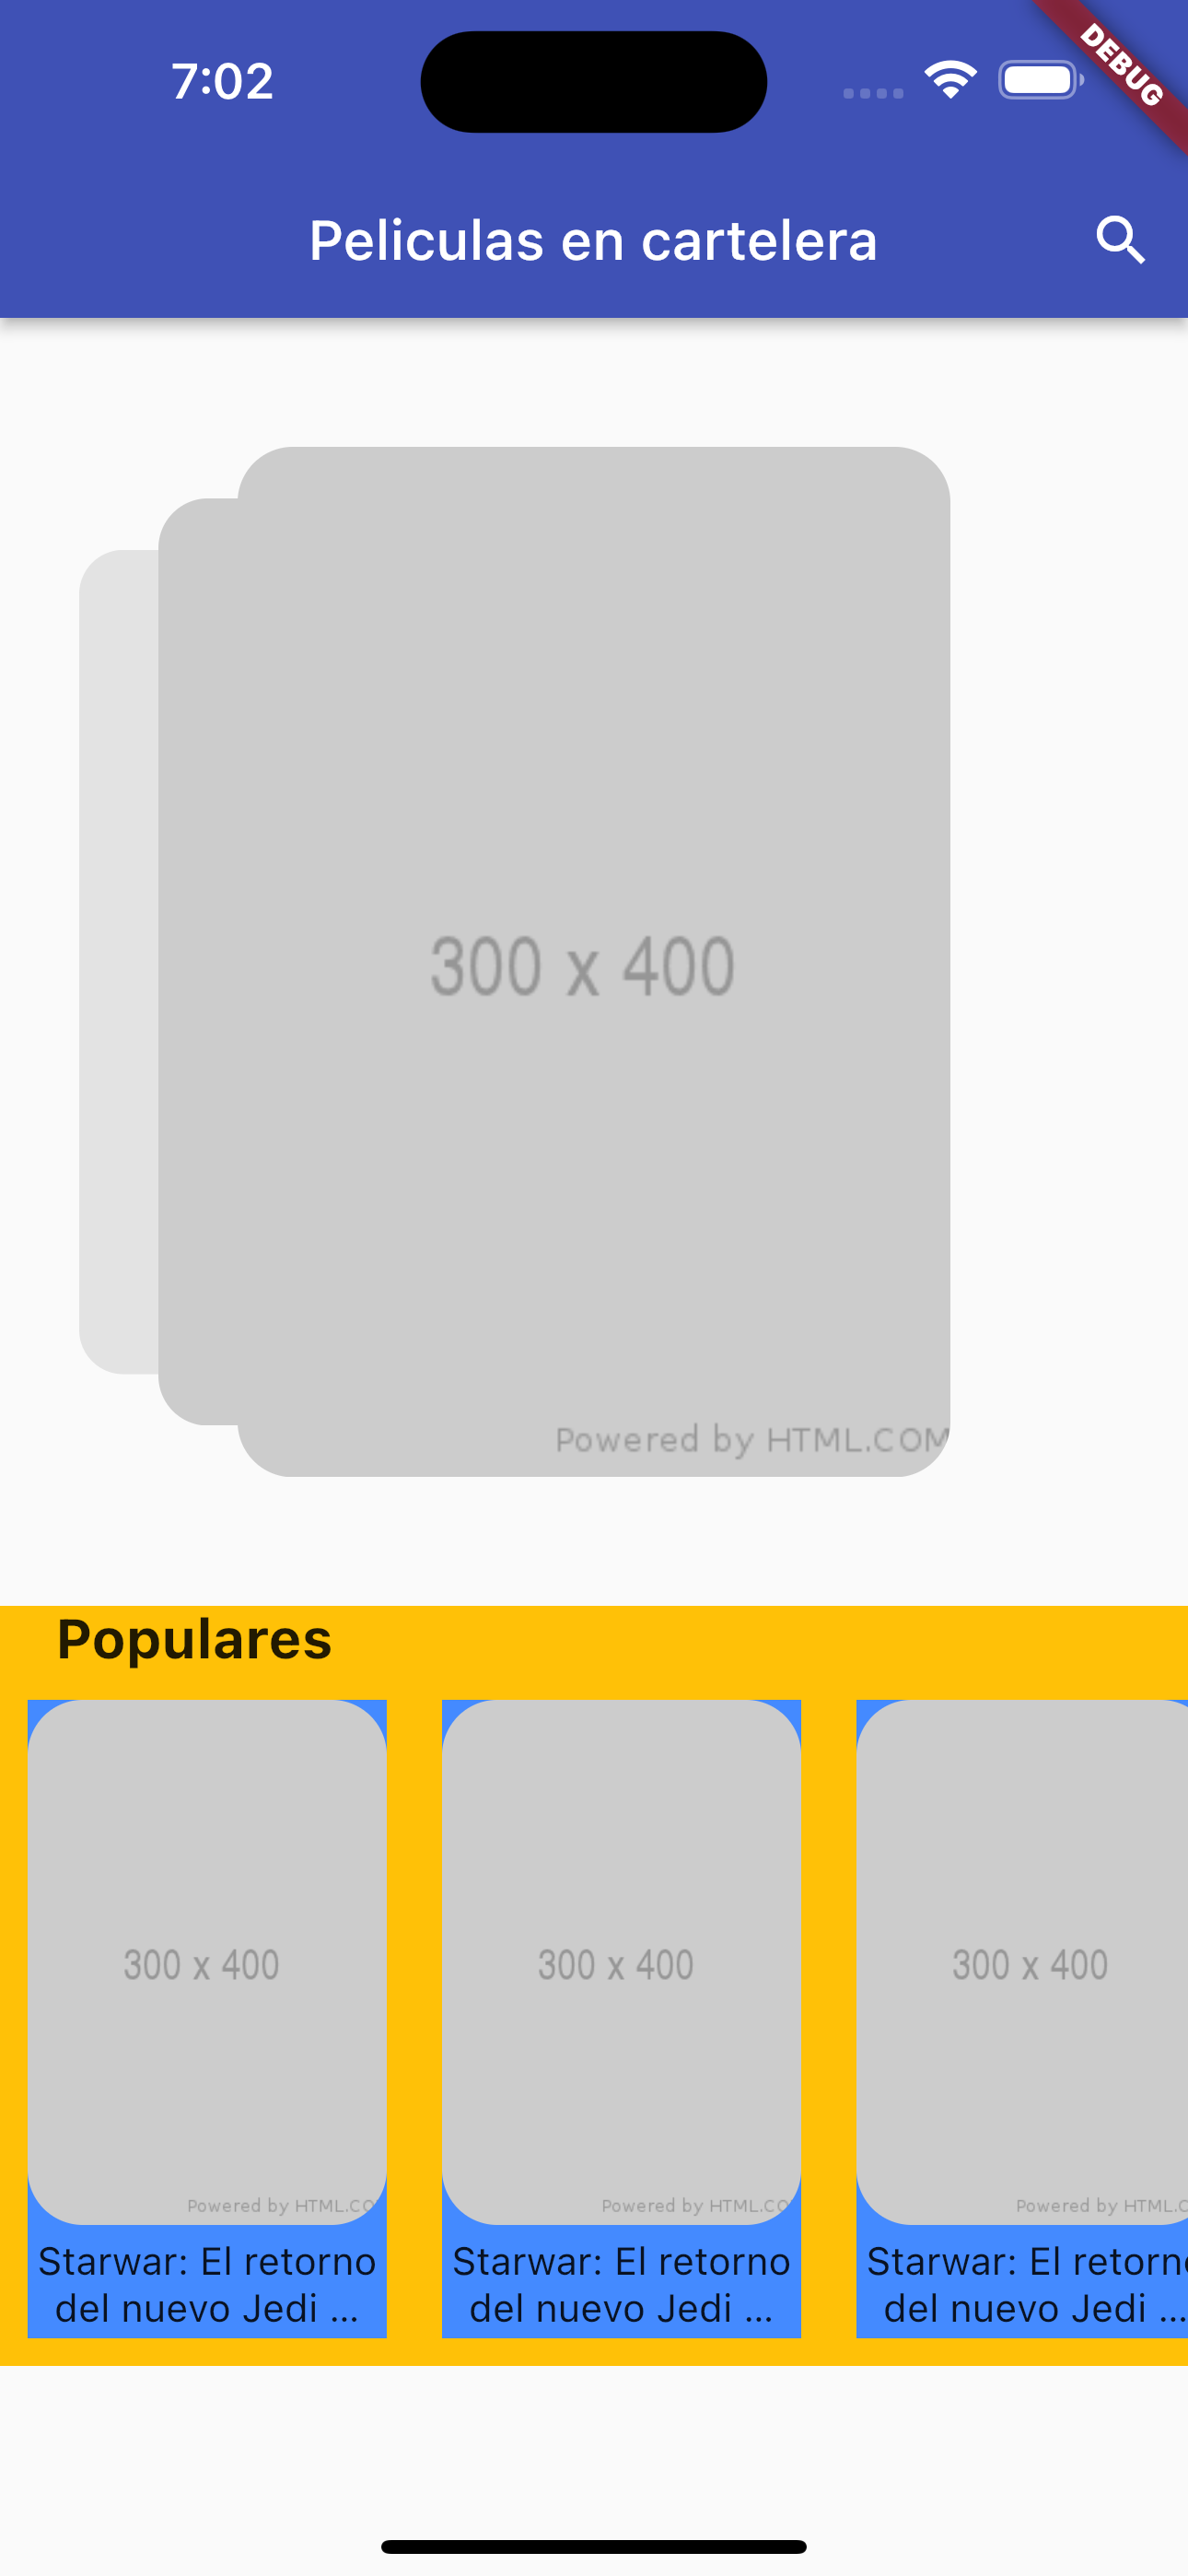 7:02
DEBUG
Peliculas en cartelera
300 x 400
Powered by HTML.COM
Populares
300 x 400
300 x 400
300 x 400
Powered by HTML.CO
Powered by HTML.CO
Powered by HTML.C
Starwar: El retorno
del nuevo Jedi ...
Starwar: El retorno
del nuevo Jedi ...
Starwar: El retorno
del nuevo Jedi ...